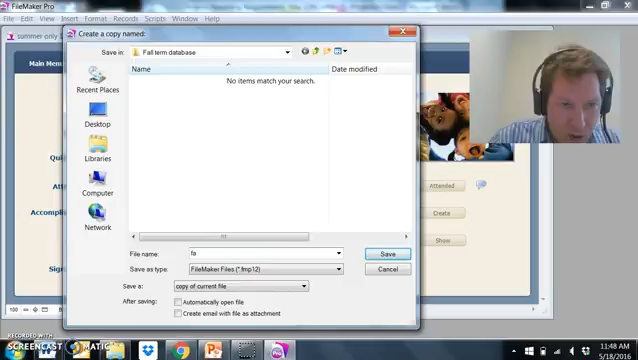 FileMaker Pro
File Edit View Insert Format Records Scripts Window
summer only
Create a copy named:
Main Menu
Save in:
Fall term database
Name
Date modified
No items match your search.
Recent Places
Desktop
Libraries
Computer
Network
Attended
Create
Show
File name:
fa
Save
Save as type:
FileMaker Files (*.fmp12)
Cancel
Save a:
copy of current file
After saving:
Automatically open file
Create email with file as attachment
100
RECORDED WITH
SCREENCAST MATIC
11:48 AM
5/18/2016